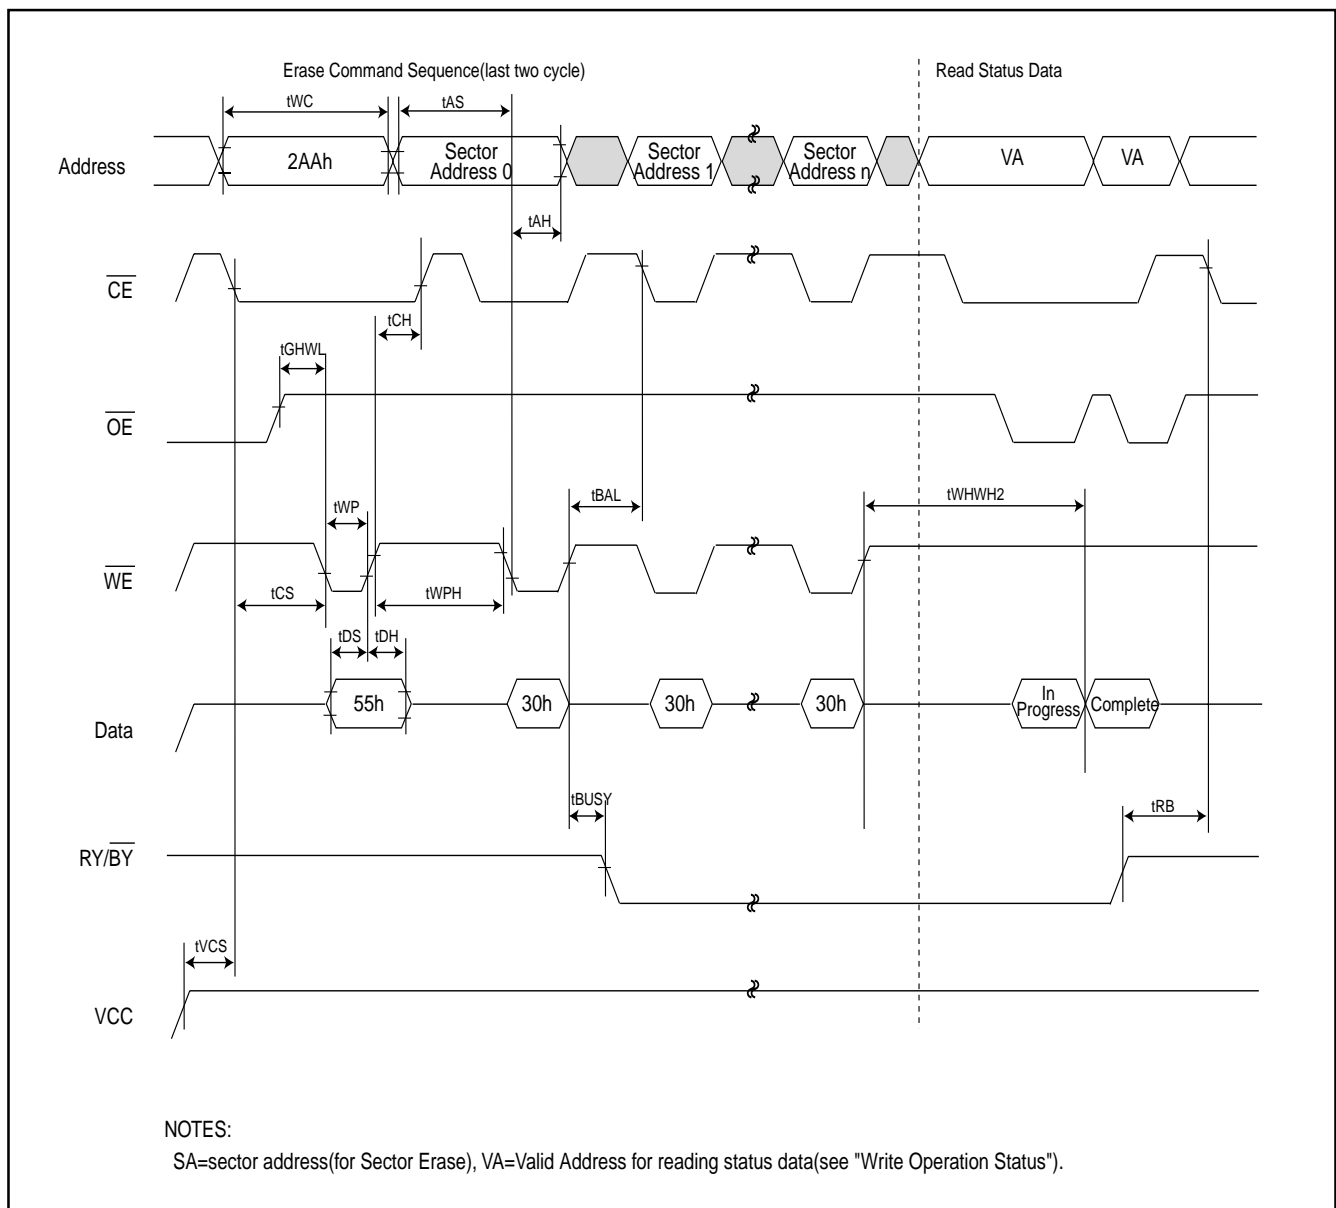 Erase Command Sequence(last two cycle)
Read Status Data
tWC
tAS
Address
2AAh
Sector
Address 0
Sector
Address 1
Sector
Address n
VA
VA
tAH
CE
tCH
tGHWL
OE
tBAL
tWHWH2
tWP
WE
tCS
tWPH
tDS
tDH
Data
55h
30h
30h
30h
In
Progress
Complete
tBUSY
tRB
RY/BY
tVCS
VCC
NOTES:
SA=sector address(for Sector Erase), VA=Valid Address for reading status data(see "Write Operation Status").